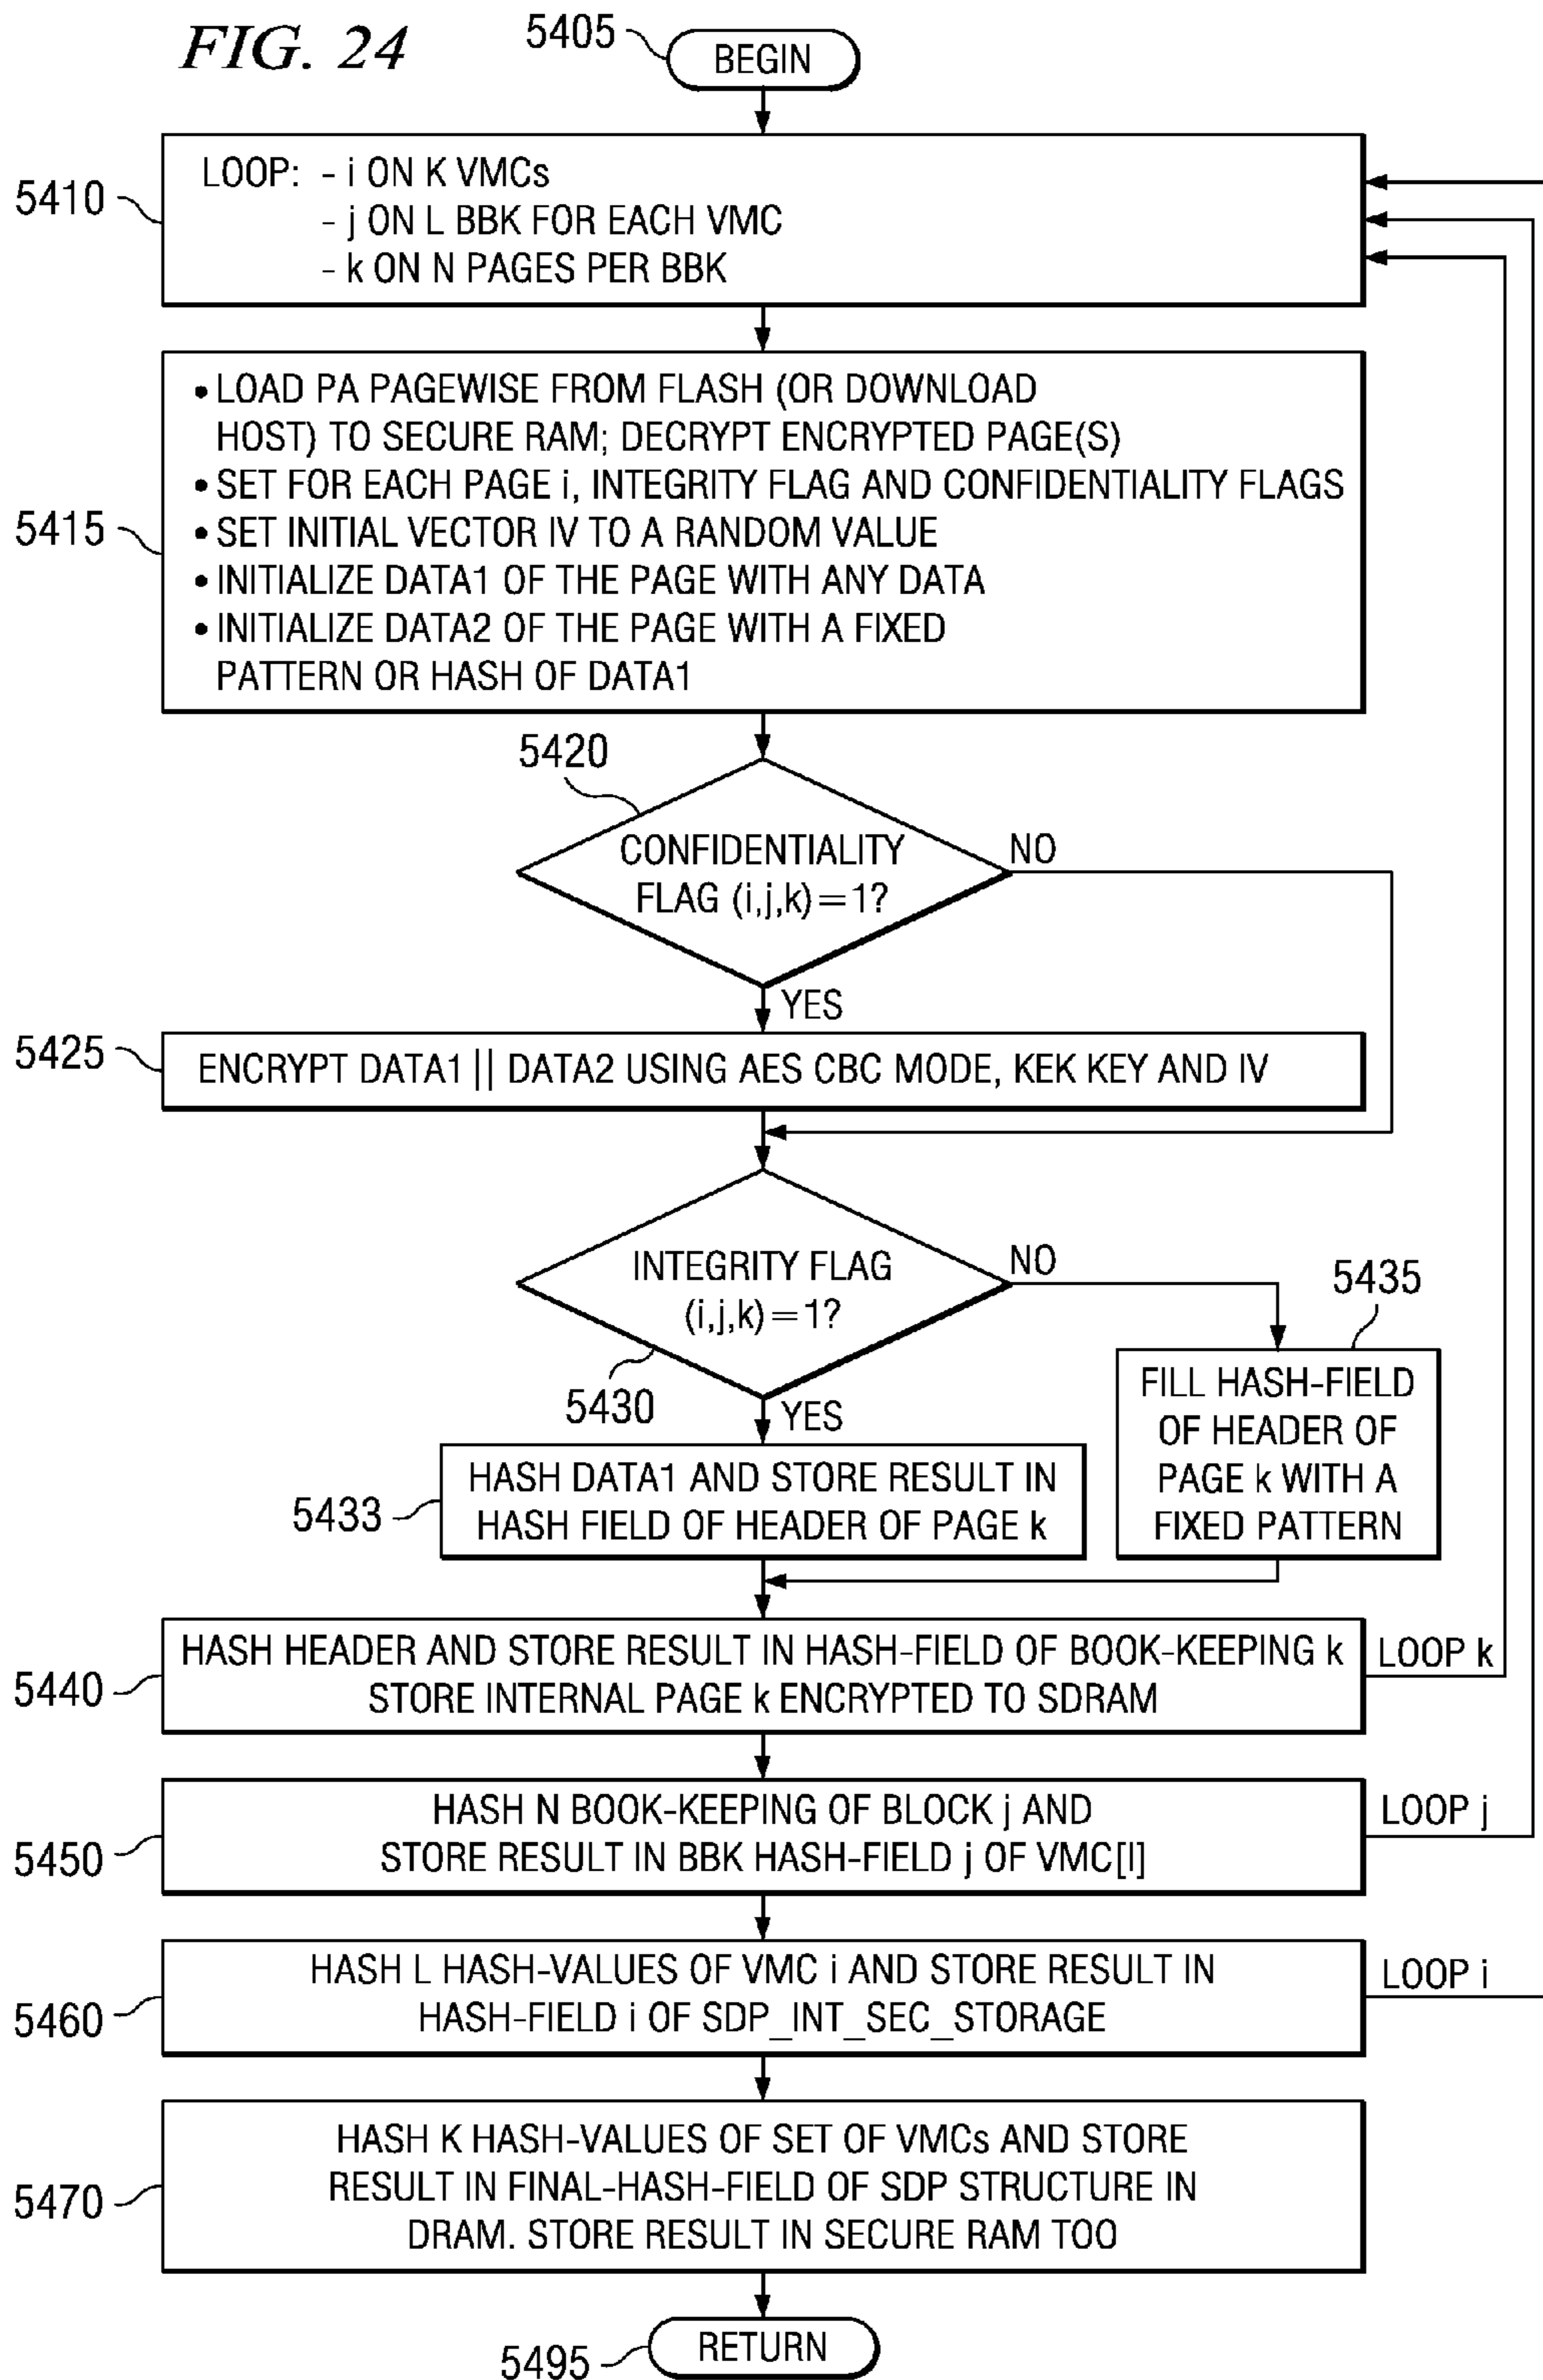 FIG. 24
5405
BEGIN
5410
LOOP: - i ON K VMCs
- j ON L BBK FOR EACH VMC
- k ON N PAGES PER BBK
5415
• LOAD PA PAGEWISE FROM FLASH (OR DOWNLOAD
HOST) TO SECURE RAM; DECRYPT ENCRYPTED PAGE(S)
• SET FOR EACH PAGE i, INTEGRITY FLAG AND CONFIDENTIALITY FLAGS
• SET INITIAL VECTOR IV TO A RANDOM VALUE
• INITIALIZE DATA1 OF THE PAGE WITH ANY DATA
• INITIALIZE DATA2 OF THE PAGE WITH A FIXED
PATTERN OR HASH OF DATA1
5420
CONFIDENTIALITY
FLAG (i,j,k)=1?
NO
YES
5425
ENCRYPT DATA1 || DATA2 USING AES CBC MODE, KEK KEY AND IV
INTEGRITY FLAG
(i,j,k)=1?
NO
5430
YES
5435
FILL HASH-FIELD
OF HEADER OF
PAGE k WITH A
FIXED PATTERN
5433
HASH DATA1 AND STORE RESULT IN
HASH FIELD OF HEADER OF PAGE k
5440
HASH HEADER AND STORE RESULT IN HASH-FIELD OF BOOK-KEEPING k
STORE INTERNAL PAGE k ENCRYPTED TO SDRAM
LOOP k
5450
HASH N BOOK-KEEPING OF BLOCK j AND
STORE RESULT IN BBK HASH-FIELD j OF VMC[I]
LOOP j
5460
HASH L HASH-VALUES OF VMC i AND STORE RESULT IN
HASH-FIELD i OF SDP_INT_SEC_STORAGE
LOOP i
5470
HASH K HASH-VALUES OF SET OF VMCs AND STORE
RESULT IN FINAL-HASH-FIELD OF SDP STRUCTURE IN
DRAM. STORE RESULT IN SECURE RAM TOO
5495
RETURN